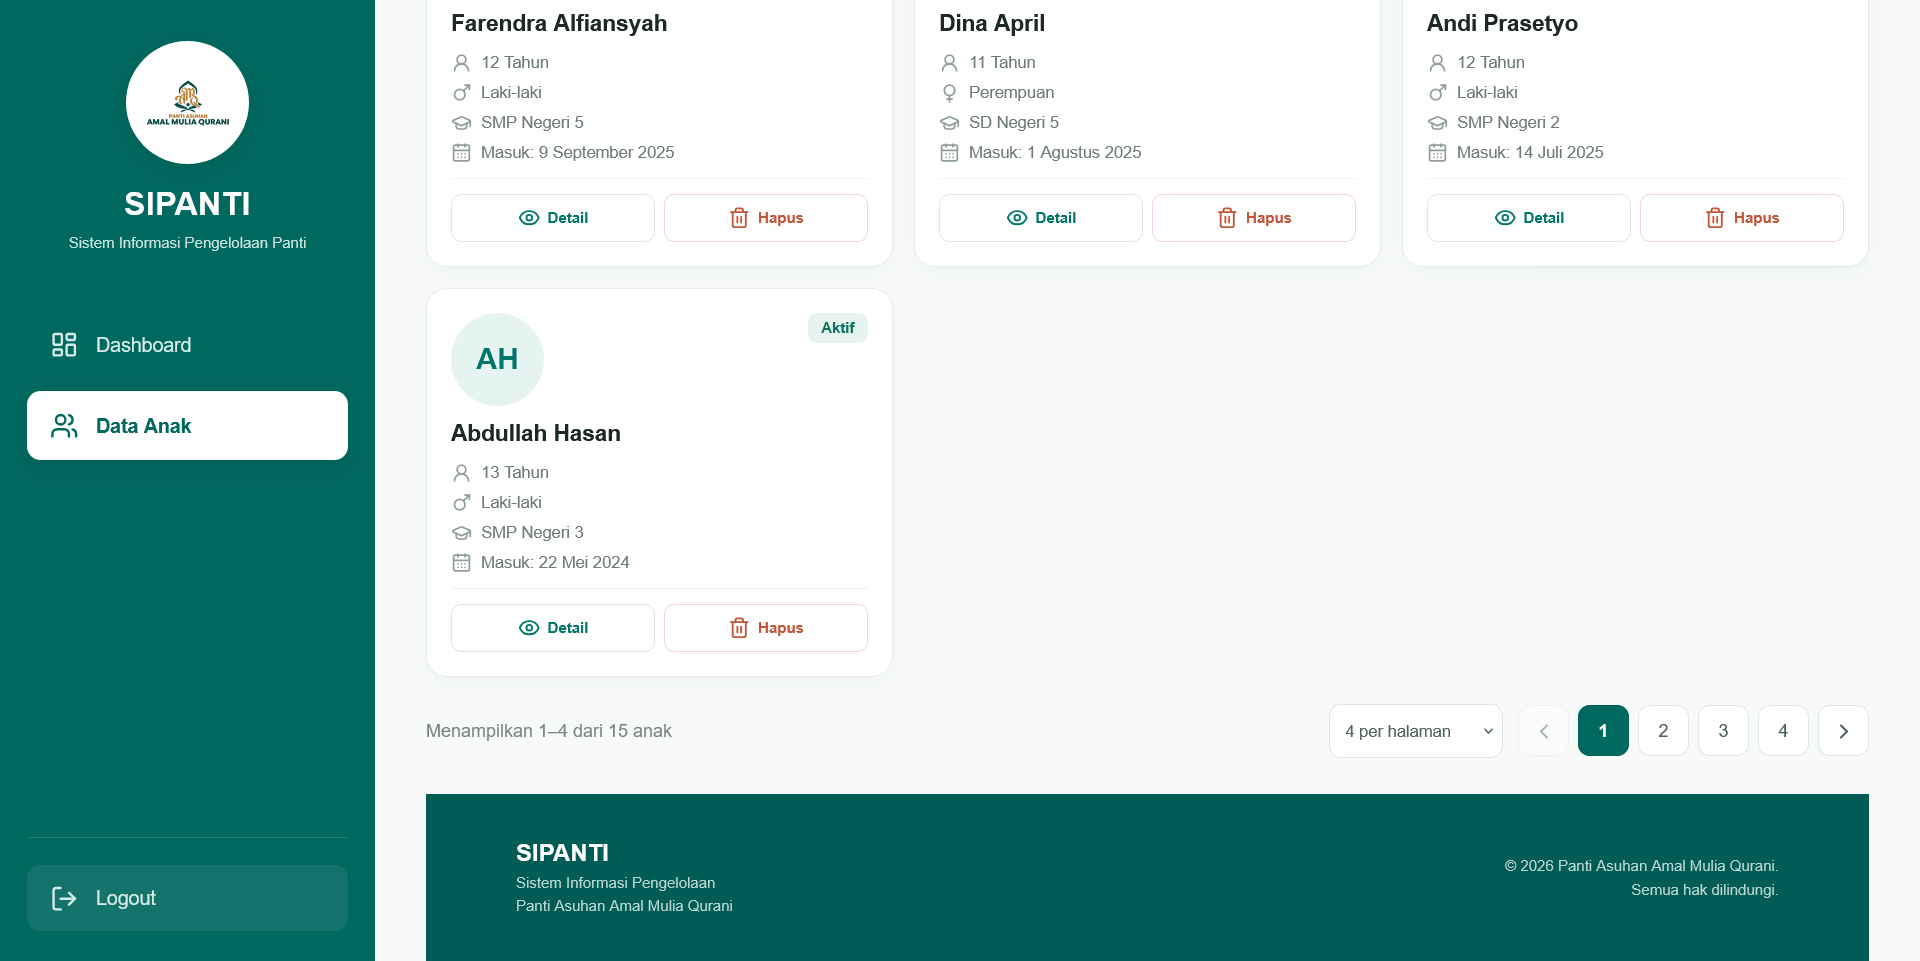 PANTI ASUHAN
AMAL MULIA QURANI
SIPANTI
Sistem Informasi Pengelolaan Panti
Dashboard
Data Anak
Logout
Farendra Alfiansyah
12 Tahun
Laki-laki
SMP Negeri 5
Masuk: 9 September 2025
Detail
Hapus
Dina April
11 Tahun
Perempuan
SD Negeri 5
Masuk: 1 Agustus 2025
Detail
Hapus
Andi Prasetyo
12 Tahun
Laki-laki
SMP Negeri 2
Masuk: 14 Juli 2025
Detail
Hapus
AH
Aktif
Abdullah Hasan
13 Tahun
Laki-laki
SMP Negeri 3
Masuk: 22 Mei 2024
Detail
Hapus
Menampilkan 1–4 dari 15 anak
4 per halaman
1
2
3
4
SIPANTI
Sistem Informasi Pengelolaan
Panti Asuhan Amal Mulia Qurani
© 2026 Panti Asuhan Amal Mulia Qurani.
Semua hak dilindungi.